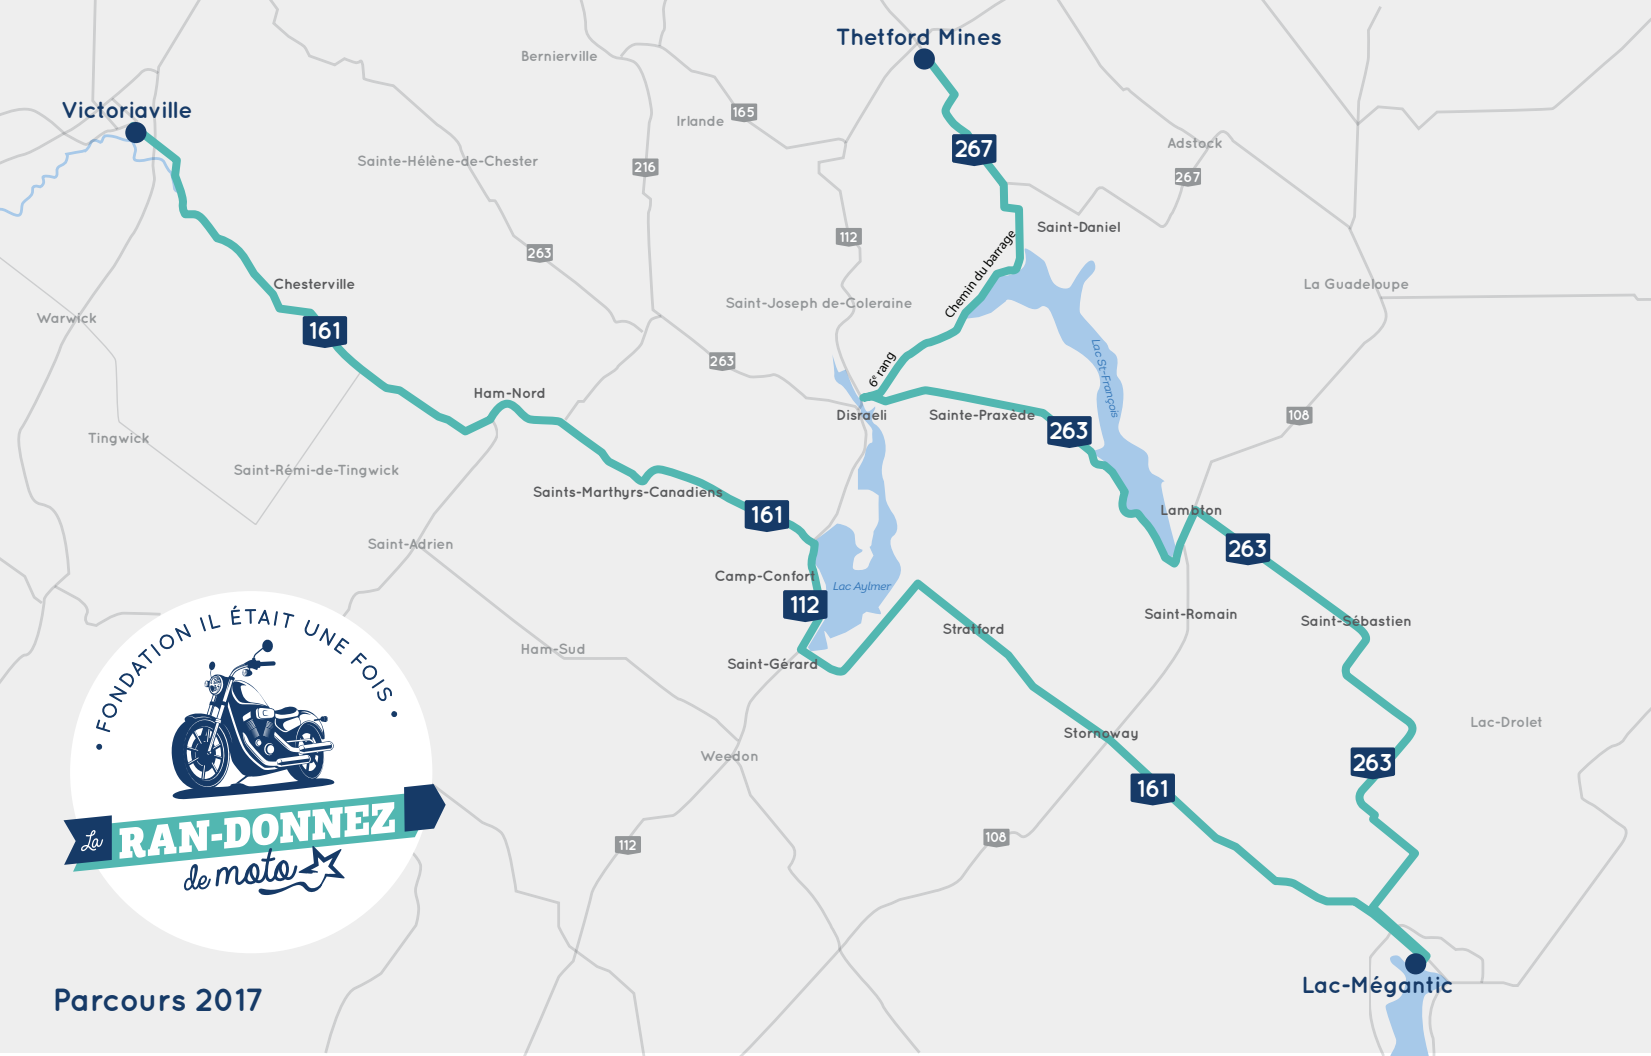 Thetford Mines
Bernierville
Victoriaville
165
Irlande
267
Adstock
Sainte-Hélène-de-Chester
216
267
Saint-Daniel
112
263
Chemin du barrage
Chesterville
La Guadeloupe
Saint-Joseph de-Coleraine
Warwick
161
263
6e rang
Lac St-François
Ham-Nord
Disraeli
Sainte-Praxède
108
263
Tingwick
Saint-Rémi-de-Tingwick
Saints-Marthyrs-Canadiens
161
Lambton
Saint-Adrien
263
Camp-Confort
Lac Aylmer
112
Saint-Romain
Saint-Sébastien
Stratford
Ham-Sud
Saint-Gérard
Lac-Drolet
Stornoway
Weedon
263
161
108
112
• FONDATION IL ÉTAIT UNE FOIS •
La
RAN-DONNEZ
de moto
Lac-Mégantic
Parcours 2017